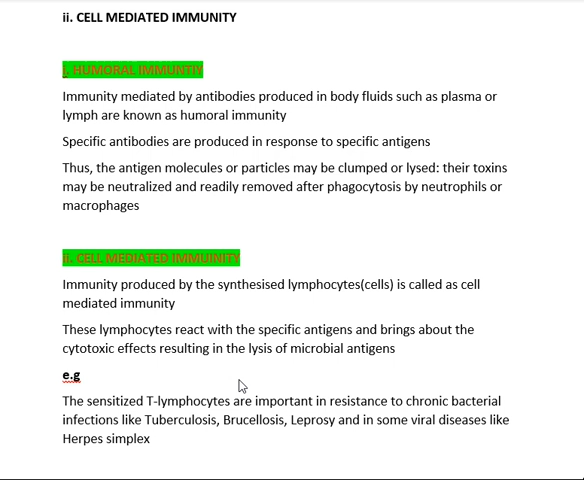 ii. CELL MEDIATED IMMUNITY
i. HUMORAL IMMUNTIY
Immunity mediated by antibodies produced in body fluids such as plasma or
lymph are known as humoral immunity
Specific antibodies are produced in response to specific antigens
Thus, the antigen molecules or particles may be clumped or lysed: their toxins
may be neutralized and readily removed after phagocytosis by neutrophils or
macrophages
ii. CELL MEDIATED IMMUINITY
Immunity produced by the synthesised lymphocytes(cells) is called as cell
mediated immunity
These lymphocytes react with the specific antigens and brings about the
cytotoxic effects resulting in the lysis of microbial antigens
e.g
The sensitized T-lymphocytes are important in resistance to chronic bacterial
infections like Tuberculosis, Brucellosis, Leprosy and in some viral diseases like
Herpes simplex